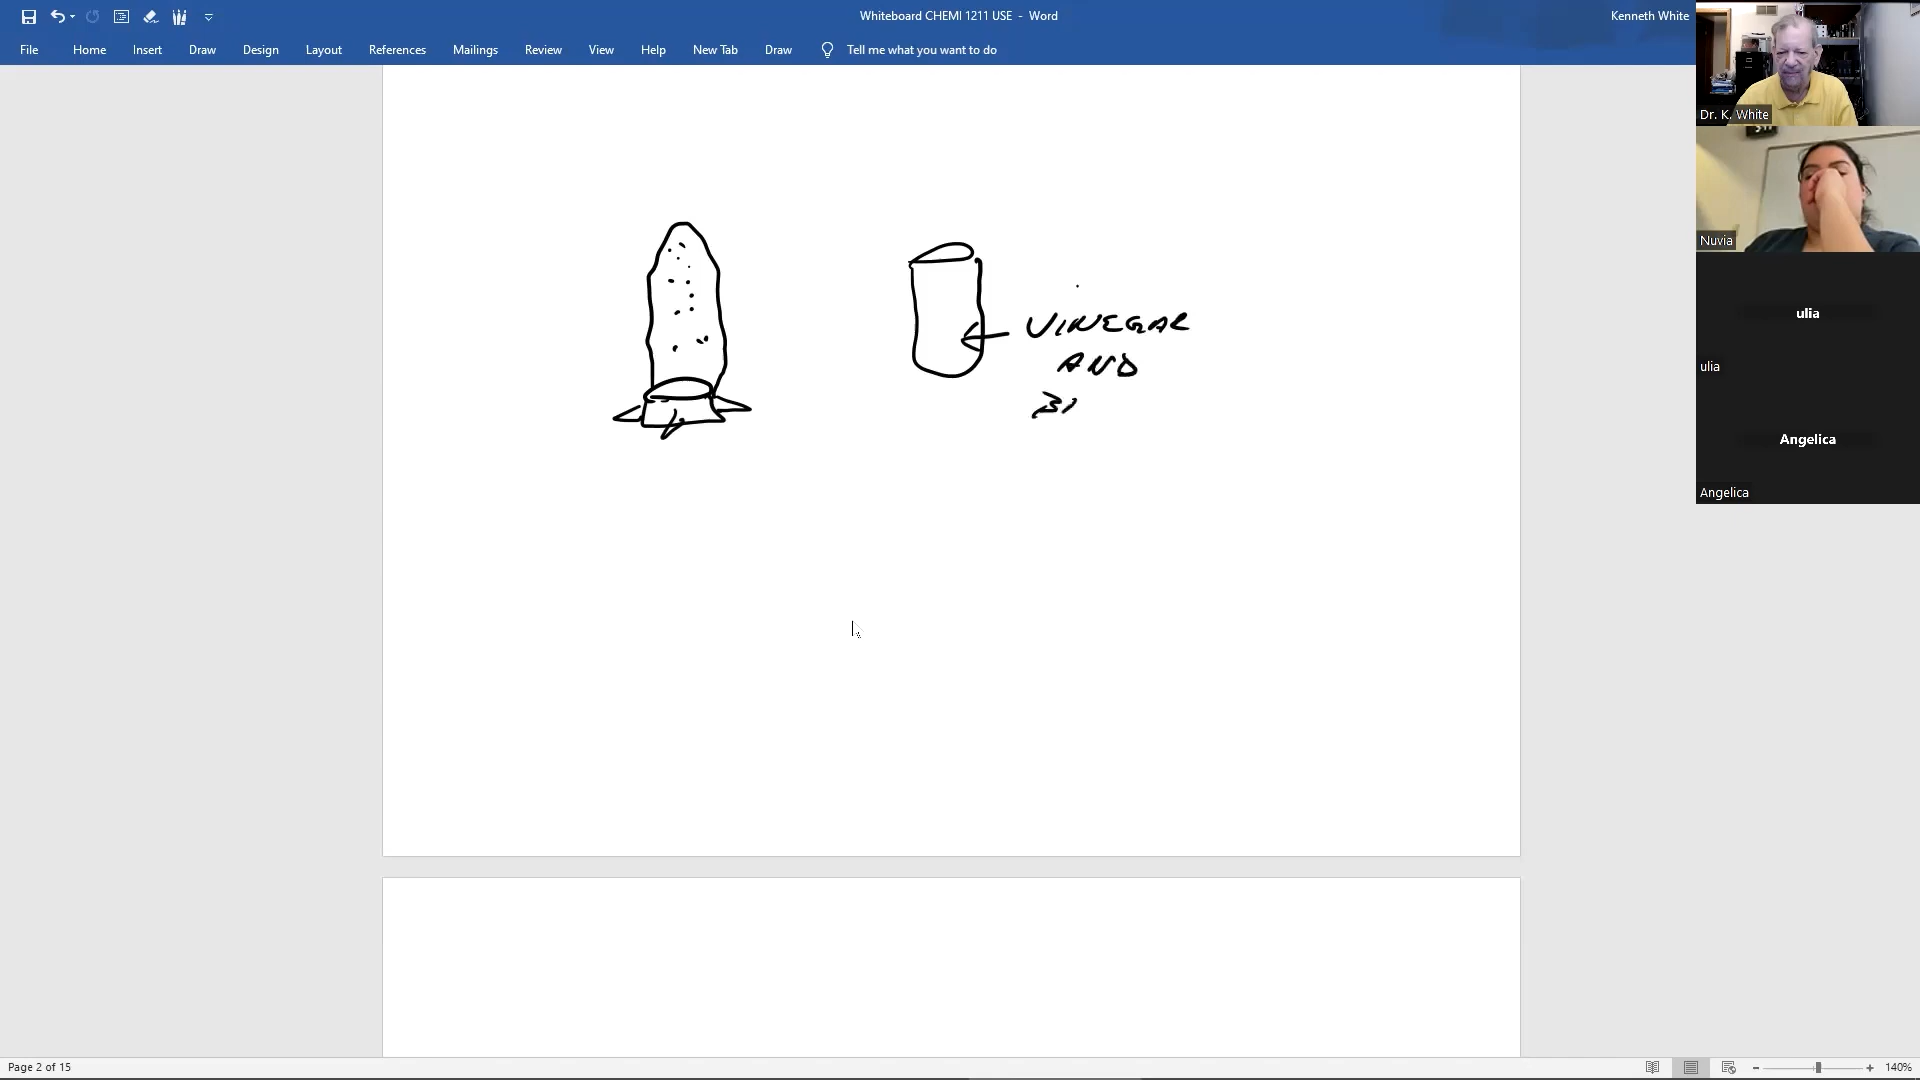 Whiteboard CHEMI 1211 USE - Word
Kenneth White
File Home Insert Draw Design Layout References Mailings Review View Help New Tab Draw Tell me what you want to do
Dr. K. White
Nuvia
ulia
ulia
Angelica
Angelica
VINEGAR
AND
BI
Page 2 of 15
140%